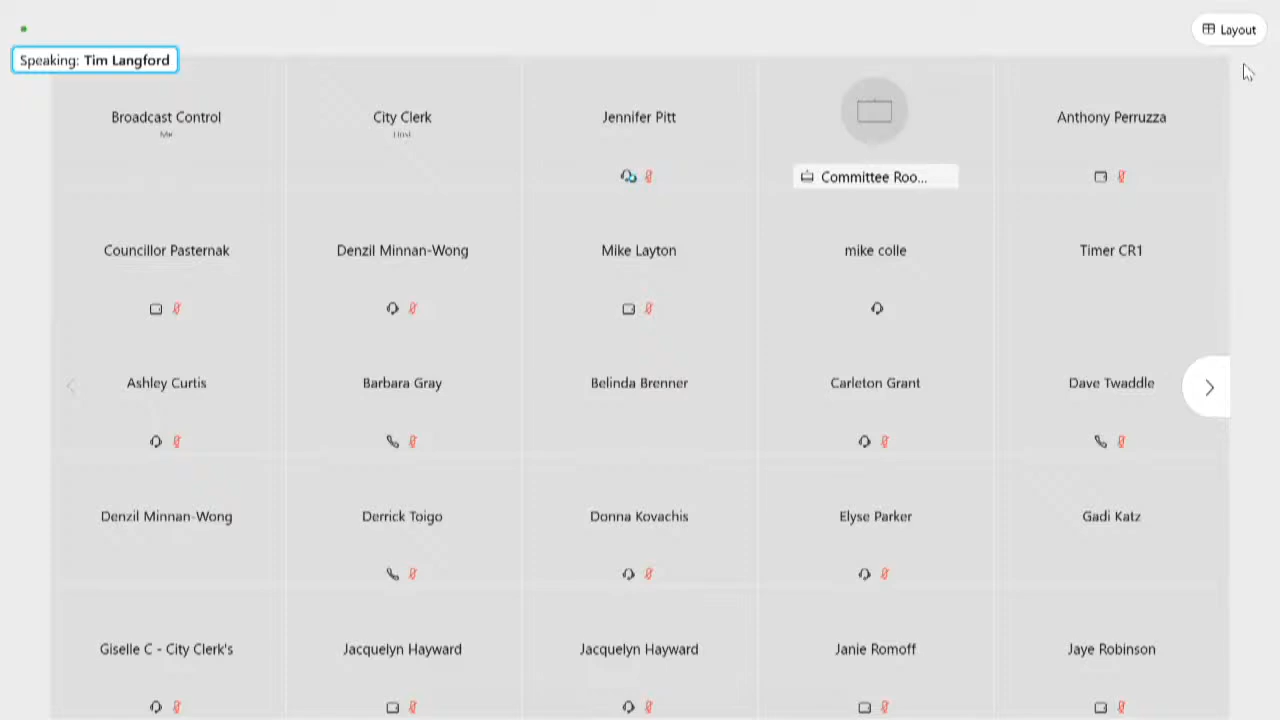 Layout
Speaking: Tim Langford
Broadcast Control
Me
City Clerk
Host
Jennifer Pitt
Committee Roo...
Anthony Perruzza
Councillor Pasternak
Denzil Minnan-Wong
Mike Layton
mike colle
Timer CR1
Ashley Curtis
Barbara Gray
Belinda Brenner
Carleton Grant
Dave Twaddle
Denzil Minnan-Wong
Derrick Toigo
Donna Kovachis
Elyse Parker
Gadi Katz
Giselle C - City Clerk's
Jacquelyn Hayward
Jacquelyn Hayward
Janie Romoff
Jaye Robinson